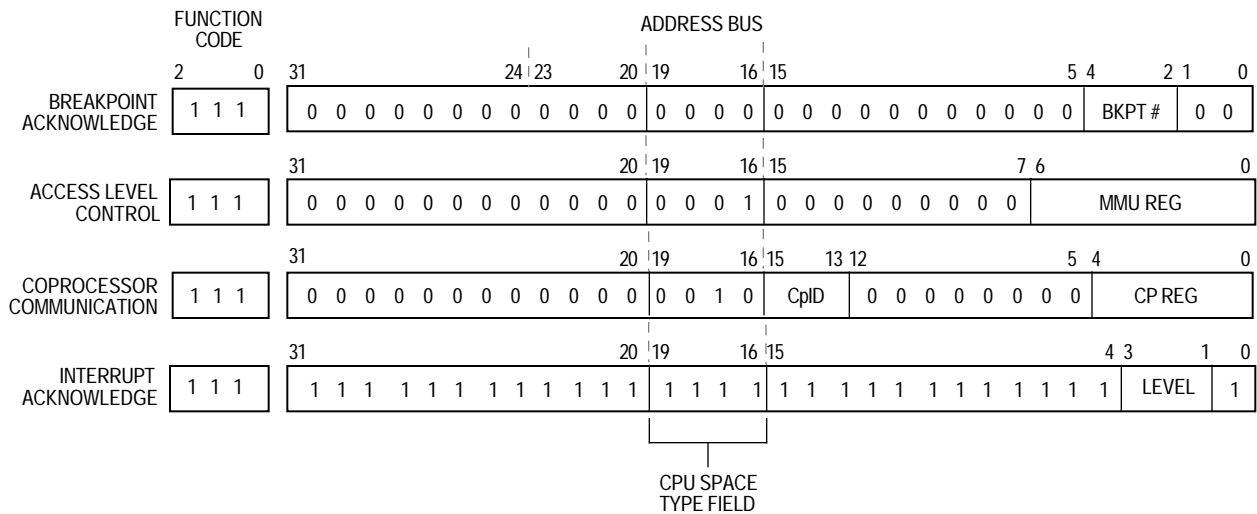 FUNCTION
CODE
ADDRESS BUS
2 0 31 24 23 20 19 16 15 5 4 2 1 0
BREAKPOINT
ACKNOWLEDGE
1 1 1 0 0 0 0 0 0 0 0 0 0 0 0 0 0 0 0 0 0 0 0 0 0 0 0 0 0 0 BKPT # 0 0
31 20 19 16 15 7 6 0
ACCESS LEVEL
CONTROL
1 1 1 0 0 0 0 0 0 0 0 0 0 0 0 0 0 0 1 0 0 0 0 0 0 0 0 0 MMU REG
31 20 19 16 15 13 12 5 4 0
COPROCESSOR
COMMUNICATION
1 1 1 0 0 0 0 0 0 0 0 0 0 0 0 0 0 1 0 CpID 0 0 0 0 0 0 0 0 CP REG
31 20 19 16 15 4 3 1 0
INTERRUPT
ACKNOWLEDGE
1 1 1 1 1 1 1 1 1 1 1 1 1 1 1 1 1 1 1 1 1 1 1 1 1 1 1 1 1 1 1 LEVEL 1
CPU SPACE
TYPE FIELD